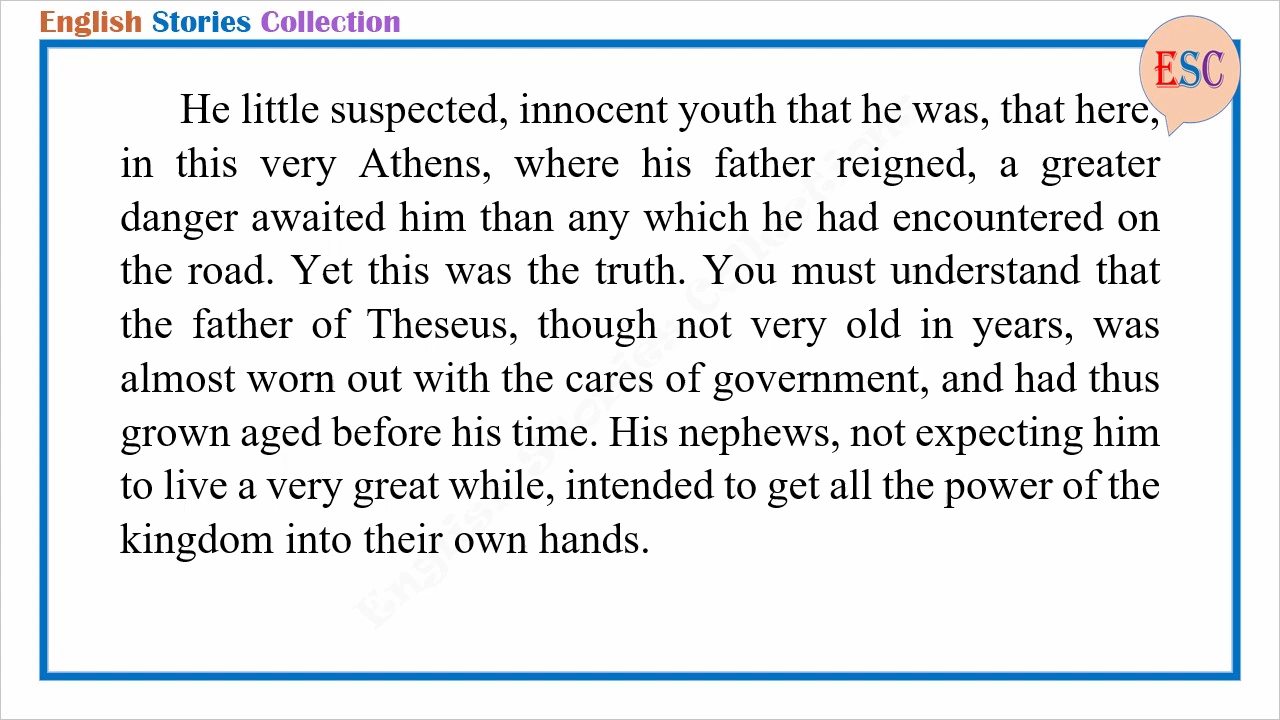 English Stories Collection
ESC
He little suspected, innocent youth that he was, that here,
in this very Athens, where his father reigned, a greater
danger awaited him than any which he had encountered on
the road. Yet this was the truth. You must understand that
the father of Theseus, though not very old in years, was
almost worn out with the cares of government, and had thus
grown aged before his time. His nephews, not expecting him
to live a very great while, intended to get all the power of the
kingdom into their own hands.
English Stories Collection